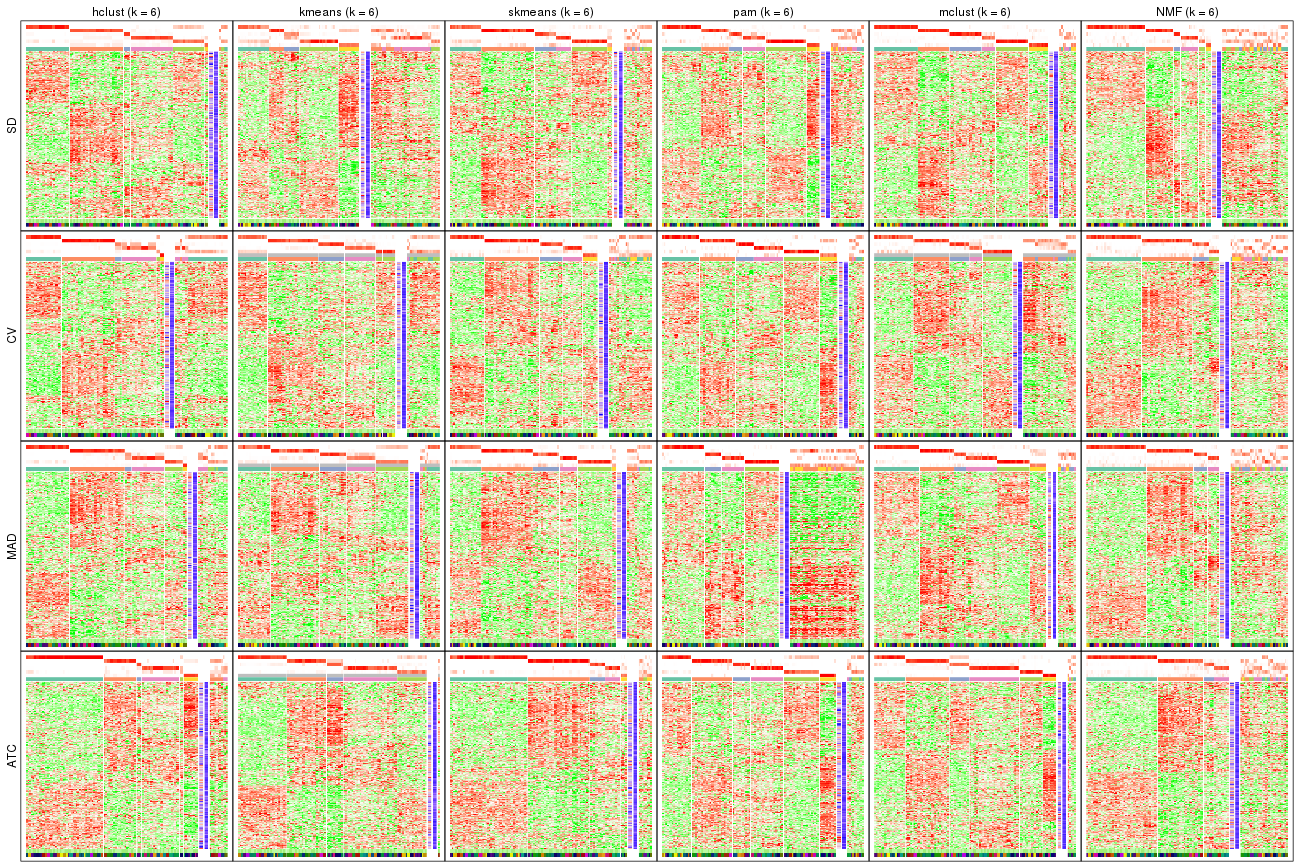 hclust (k = 6) kmeans (k = 6) skmeans (k = 6) pam (k = 6) mclust (k = 6) NMF (k = 6)
SD
CV
MAD
ATC